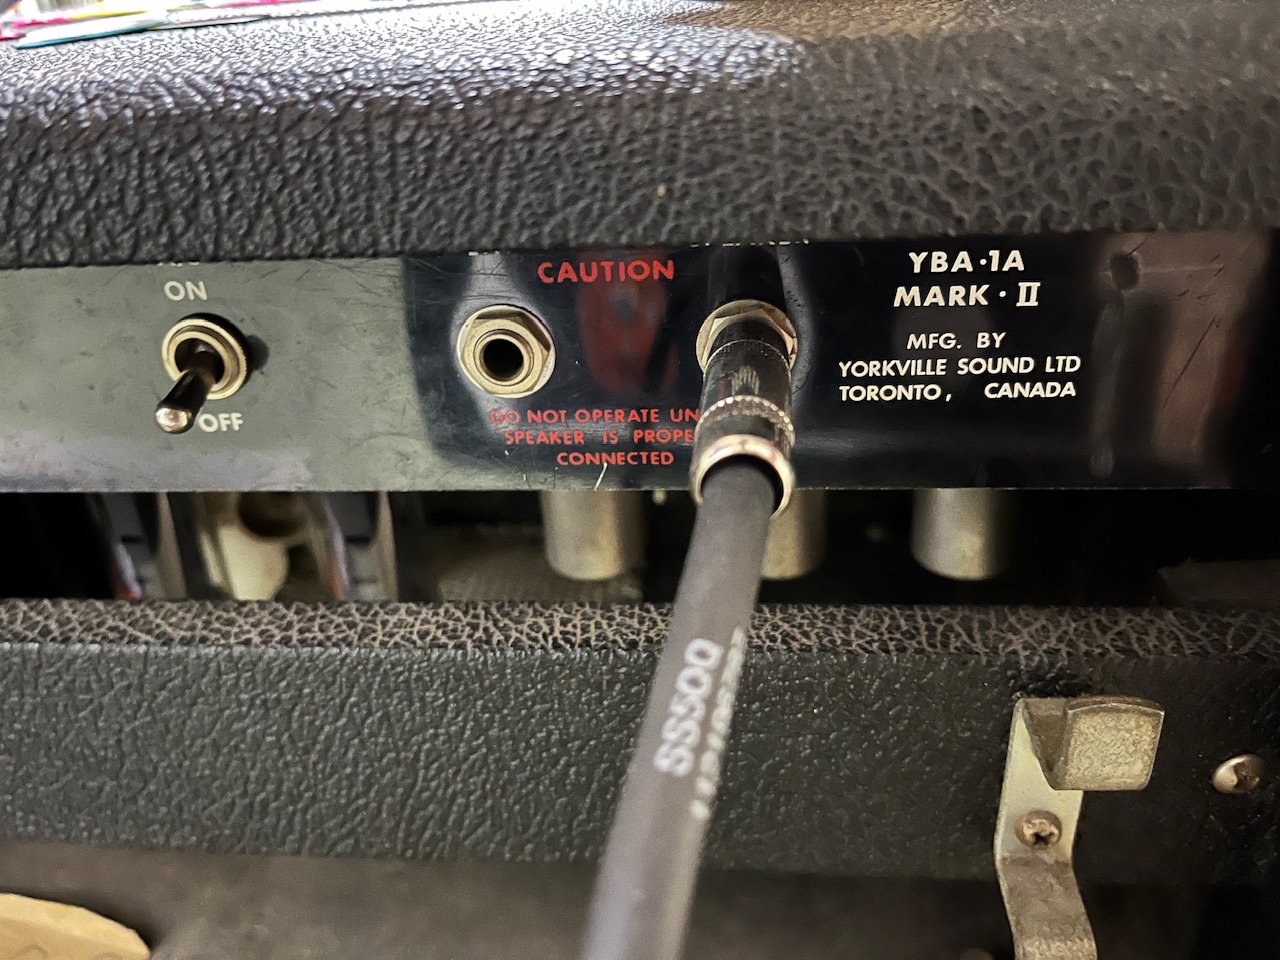 ON
OFF
CAUTION
DO NOT OPERATE UN
SPEAKER IS PROPE
CONNECTED
SPEAKER
YBA·1A
MARK·II
MFG. BY
YORKVILLE SOUND LTD
TORONTO, CANADA
SS500